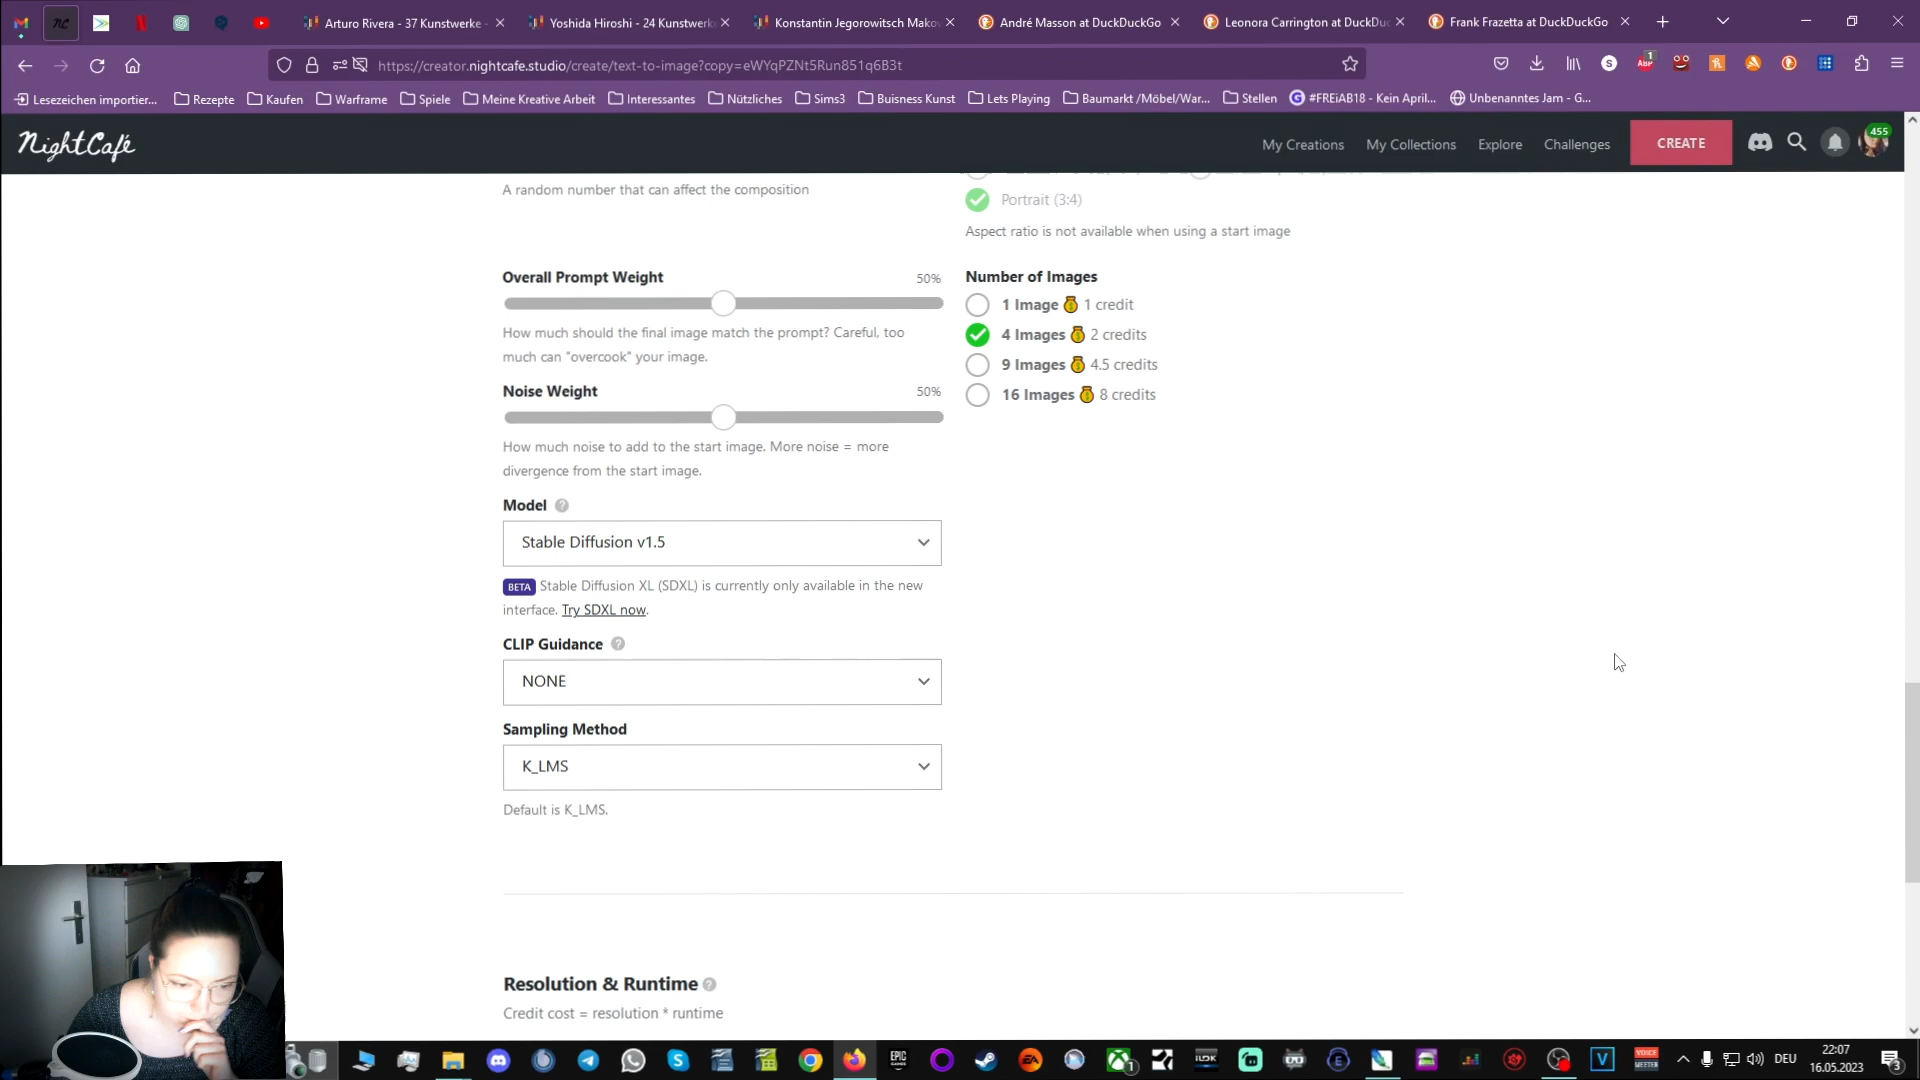 Arturo Rivera - 37 Kunstwerke -
Yoshida Hiroshi - 24 Kunstwerk
Konstantin Jegorowitsch Mako
André Masson at DuckDuckGo
Leonora Carrington at DuckDu
Frank Frazetta at DuckDuckGo
https://creator.nightcafe.studio/create/text-to-image?copy=eWYqPZNt5Run851q6B3t
S
ABP
1
Lesezeichen importier...
Rezepte
Kaufen
Warframe
Spiele
Meine Kreative Arbeit
Interessantes
Nützliches
Sims3
Buisness Kunst
Lets Playing
Baumarkt /Möbel/War...
Stellen
#FREiAB18 - Kein April...
Unbenanntes Jam - G...
NightCafé
My Creations
My Collections
Explore
Challenges
CREATE
455
A random number that can affect the composition
Portrait (3:4)
Aspect ratio is not available when using a start image
Overall Prompt Weight
50%
How much should the final image match the prompt? Careful, too
much can "overcook" your image.
Number of Images
1 Image 1 credit
4 Images 2 credits
9 Images 4.5 credits
16 Images 8 credits
Noise Weight
50%
How much noise to add to the start image. More noise = more
divergence from the start image.
Model
Stable Diffusion v1.5
BETA Stable Diffusion XL (SDXL) is currently only available in the new
interface. Try SDXL now.
CLIP Guidance
NONE
Sampling Method
K_LMS
Default is K_LMS.
Resolution & Runtime
Credit cost = resolution * runtime
EPIC
GAMES
EA
VOICE
MEETER
DEU
22:07
16.05.2023
3